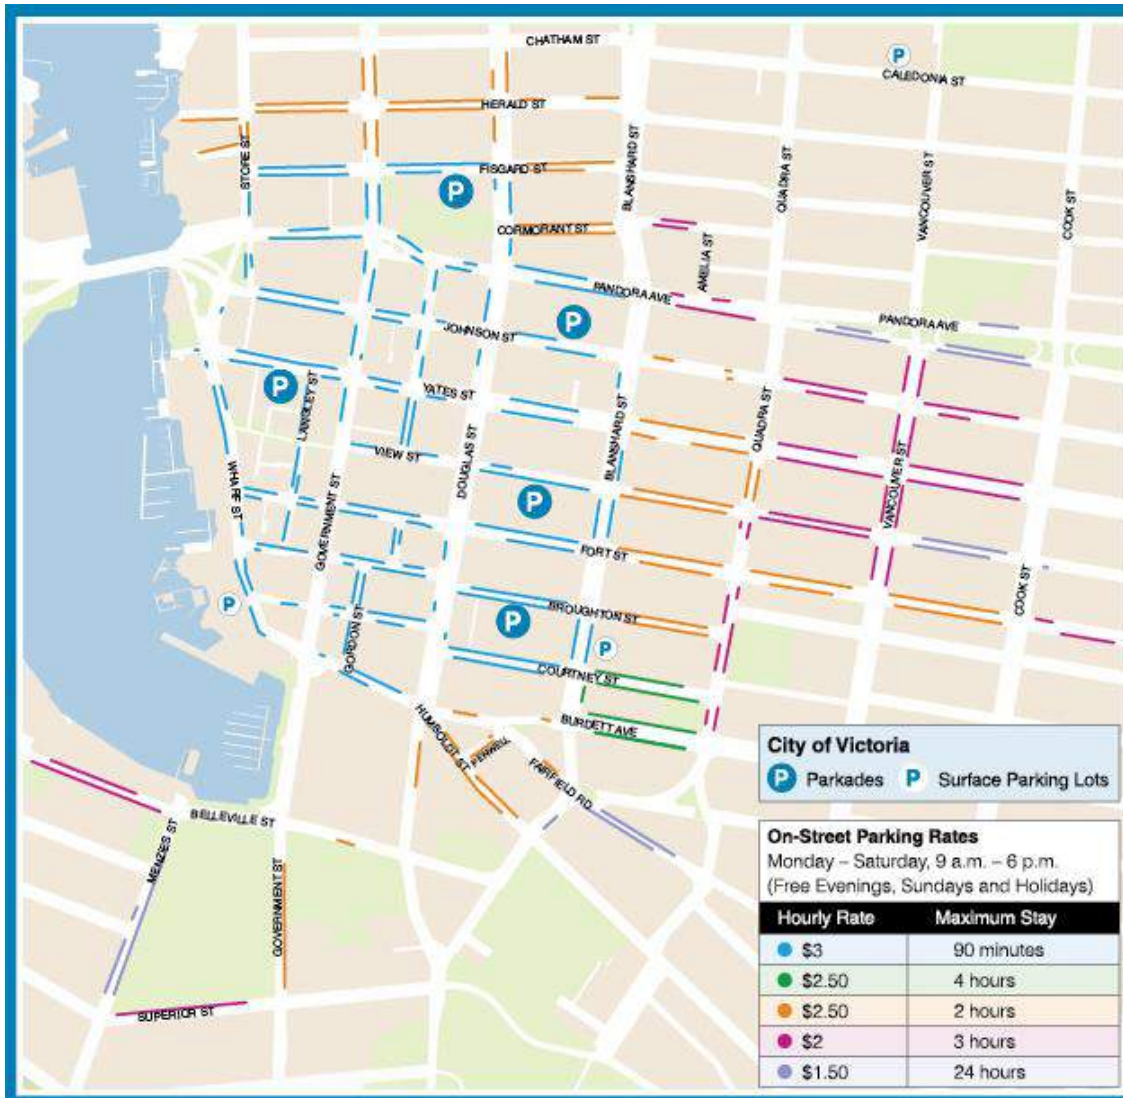 CHATHAM ST
P
CALEDONIA ST
HERALD ST
STORE ST
FISGARD ST
BLANSHARD ST
QUADRA ST
VANCOUVER ST
COOK ST
P
CORMORANT ST
AMELIA ST
PANDORA AVE
PANDORA AVE
P
JOHNSON ST
P
LANGLEY ST
YATES ST
BLANSHARD ST
QUADRA ST
VIEW ST
DOUGLAS ST
VANCOUVER ST
WHARF ST
P
GOVERNMENT ST
FORT ST
COOK ST
P
BROUGHTON ST
P
GORDON ST
P
COURTNEY ST
HUMBOLDT ST
BURDETT AVE
PENWELL
FAIRFIELD RD
BELLEVILLE ST
MENZIES ST
GOVERNMENT ST
SUPERIOR ST
City of Victoria
P Parkades P Surface Parking Lots
On-Street Parking Rates
Monday – Saturday, 9 a.m. – 6 p.m.
(Free Evenings, Sundays and Holidays)
Hourly Rate Maximum Stay
$3 90 minutes
$2.50 4 hours
$2.50 2 hours
$2 3 hours
$1.50 24 hours